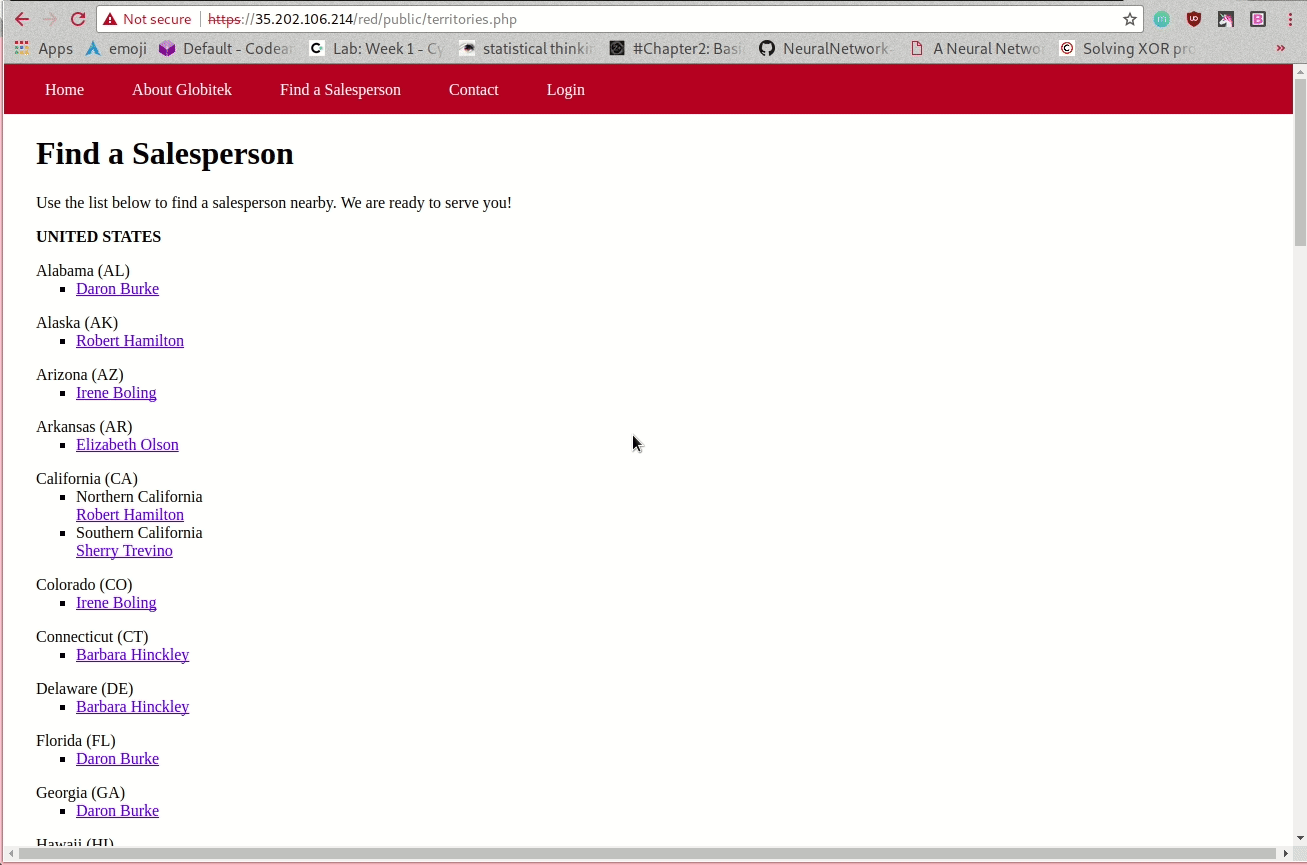 Not secure https://35.202.106.214/red/public/territories.php
Apps emoji Default - Codea Lab: Week 1 - Cy statistical thinkin #Chapter2: Basi NeuralNetwork A Neural Netwo Solving XOR pro »
Home About Globitek Find a Salesperson Contact Login
Find a Salesperson
Use the list below to find a salesperson nearby. We are ready to serve you!
UNITED STATES
Alabama (AL)
Daron Burke
Alaska (AK)
Robert Hamilton
Arizona (AZ)
Irene Boling
Arkansas (AR)
Elizabeth Olson
California (CA)
Northern California
Robert Hamilton
Southern California
Sherry Trevino
Colorado (CO)
Irene Boling
Connecticut (CT)
Barbara Hinckley
Delaware (DE)
Barbara Hinckley
Florida (FL)
Daron Burke
Georgia (GA)
Daron Burke
Hawaii (HI)